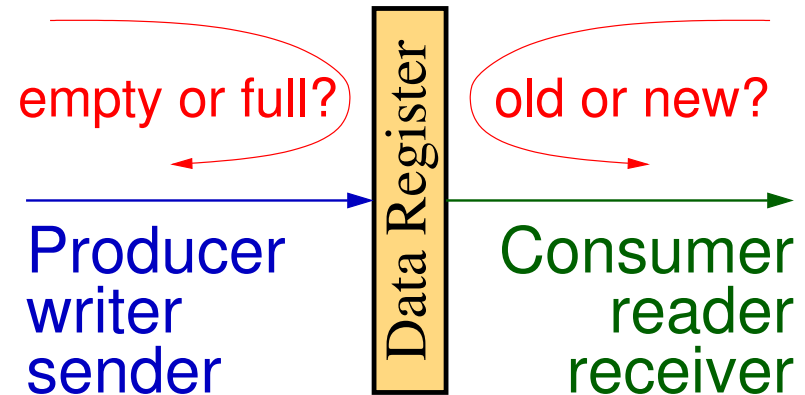 empty or full?
old or new?
Data Register
Producer
writer
sender
Consumer
reader
receiver